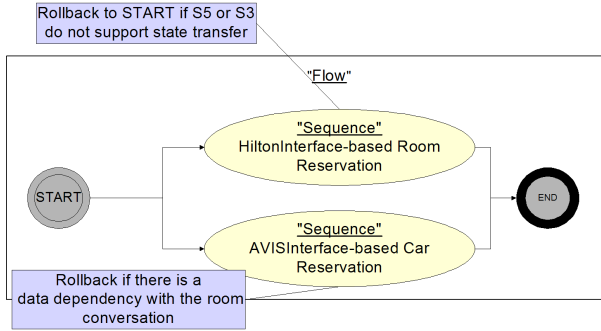 Rollback to START if S5 or S3
do not support state transfer
"Flow"
"Sequence"
HiltonInterface-based Room
Reservation
START
END
"Sequence"
AVISInterface-based Car
Reservation
Rollback if there is a
data dependency with the room
conversation